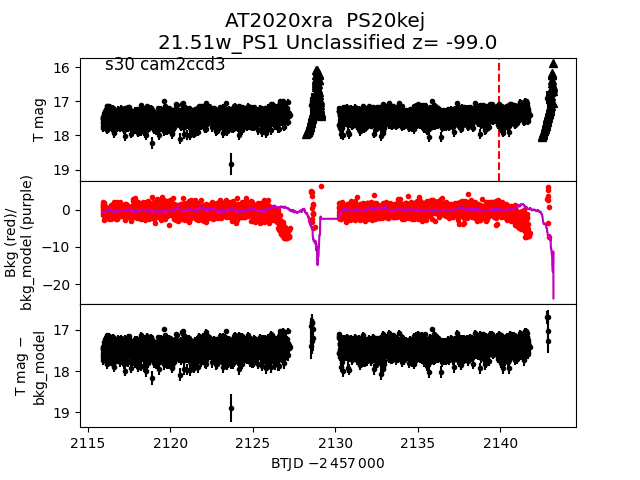 AT2020xra  PS20kej
21.51w_PS1 Unclassified z= -99.0
s30 cam2ccd3
T mag
16
17
18
19
Bkg (red)/
bkg_model (purple)
0
−10
−20
T mag −
bkg_model
17
18
19
2115 2120 2125 2130 2135 2140
BTJD −2 457 000